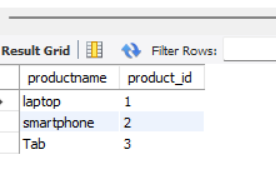 Result Grid Filter Rows:
productname product_id
laptop 1
smartphone 2
Tab 3